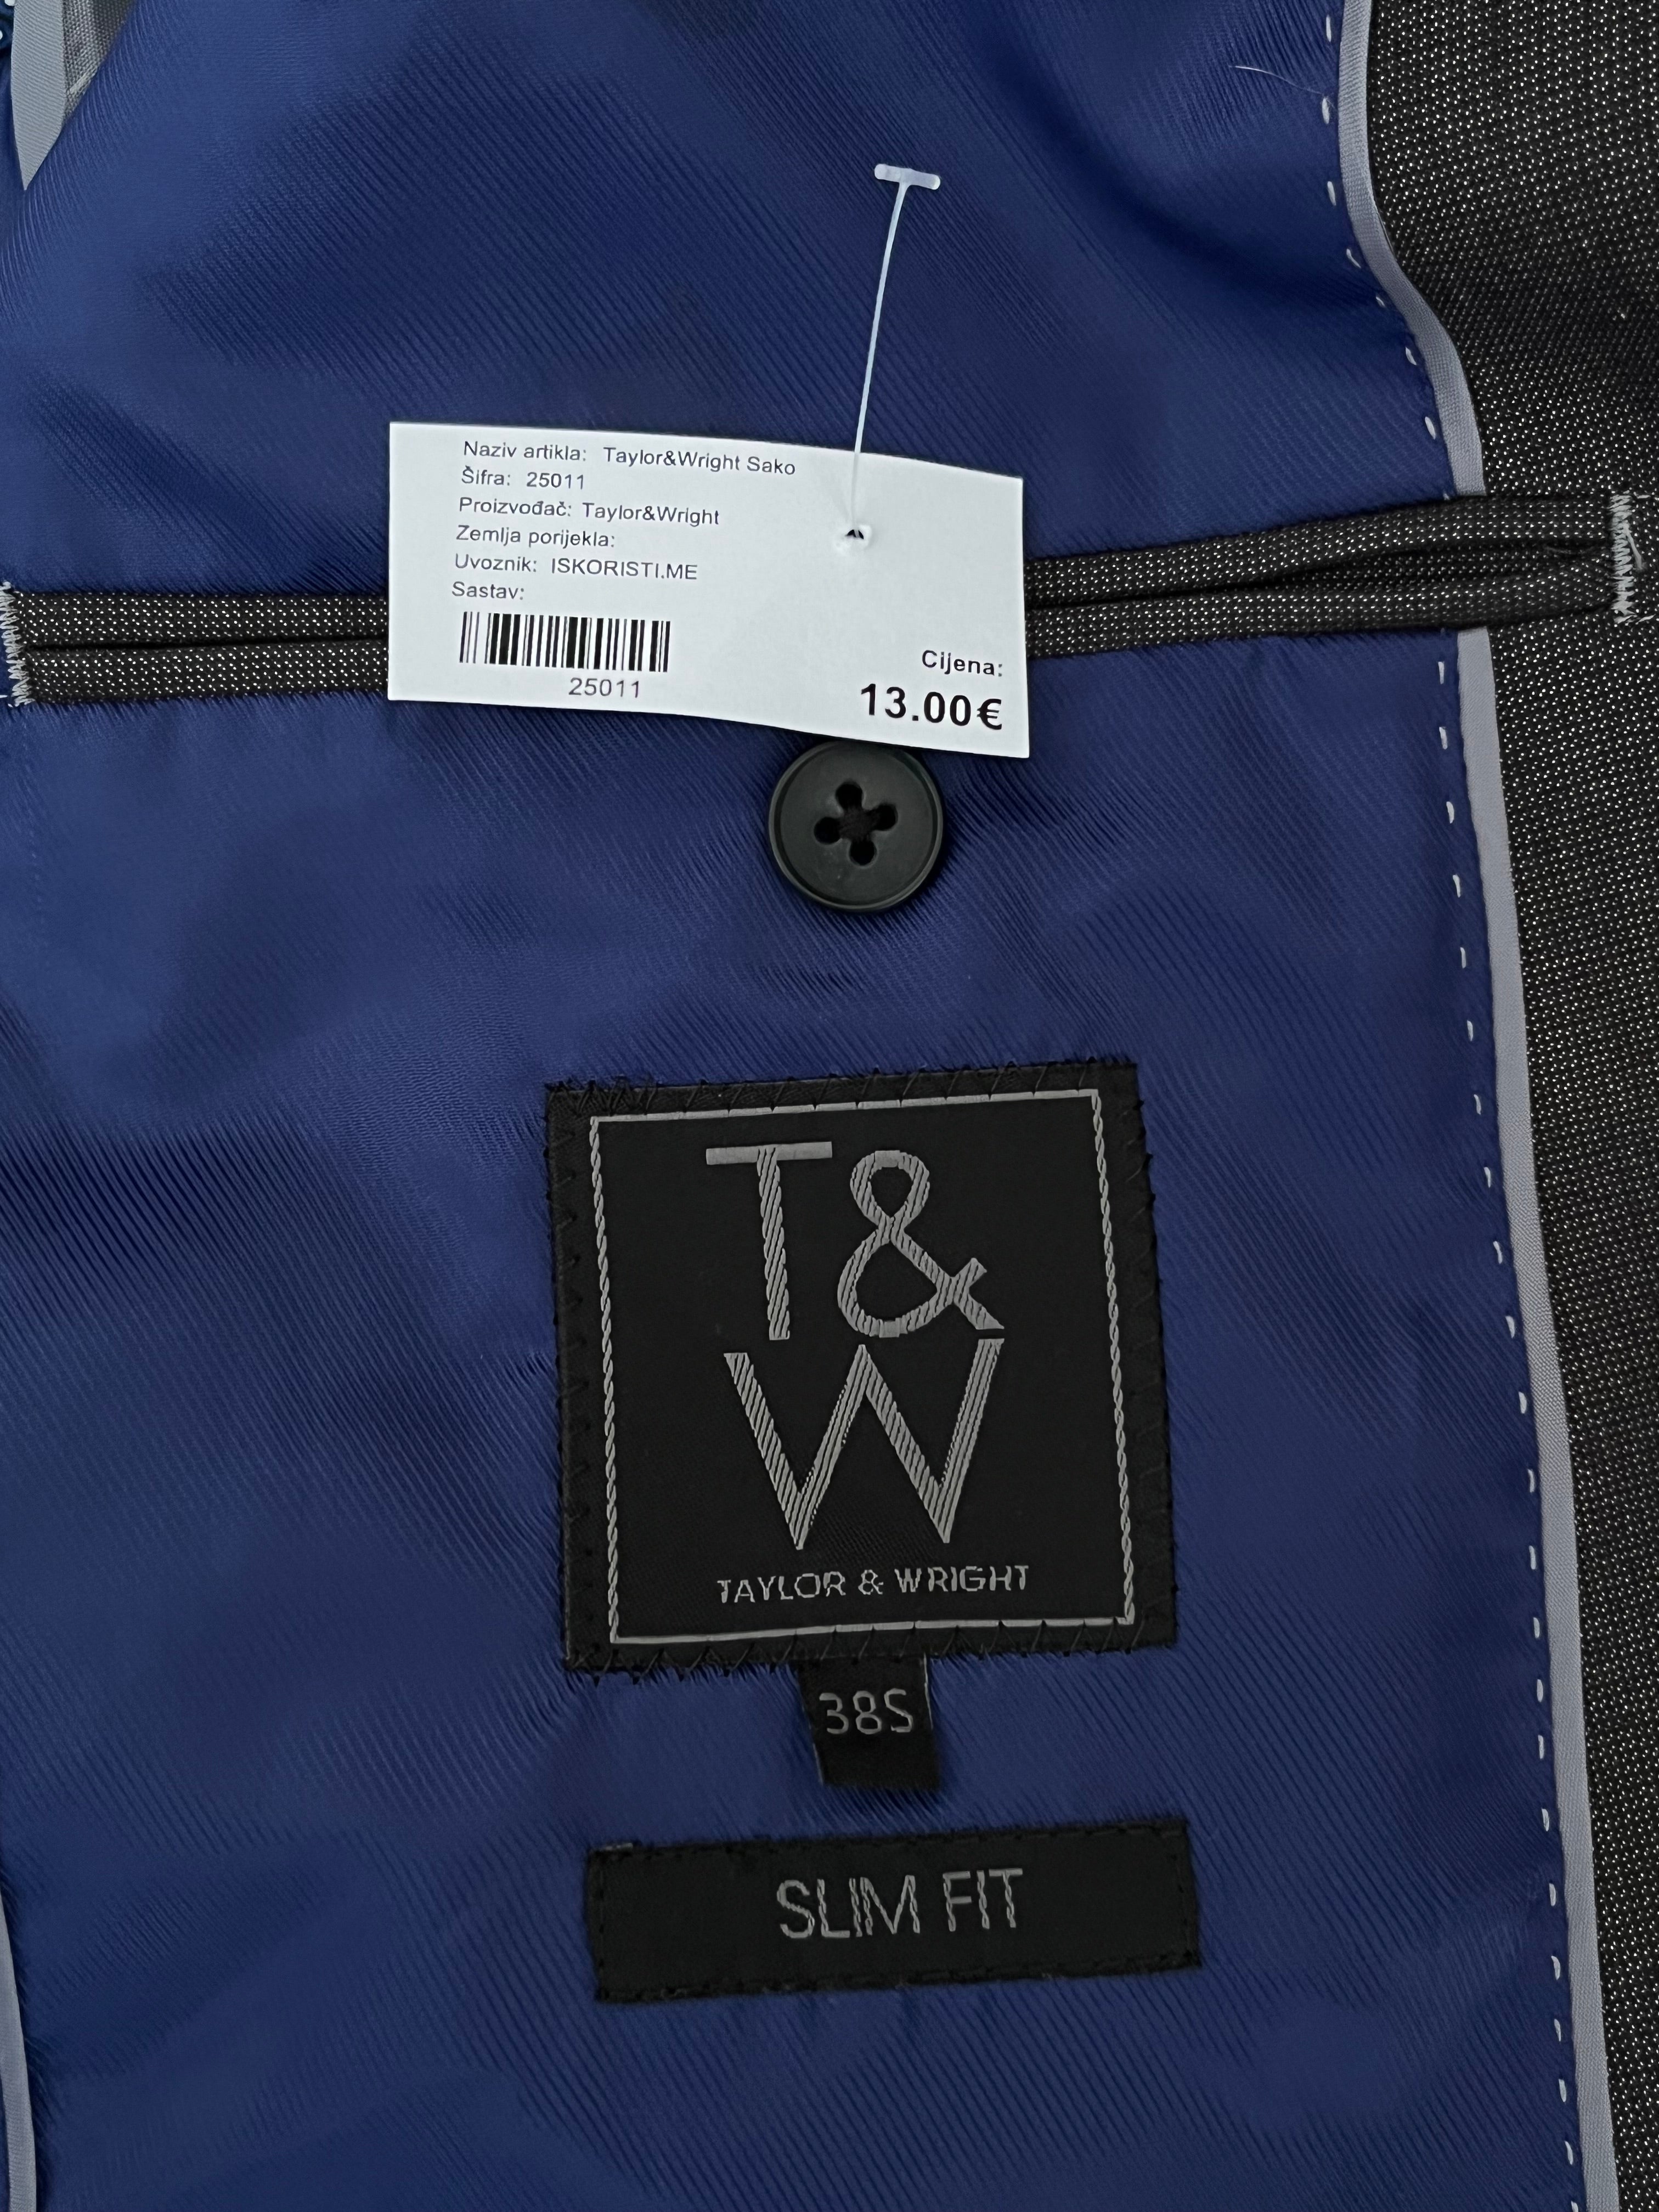 Naziv artikla: Taylor&Wright Sako
Šifra: 25011
Proizvođač: Taylor&Wright
Zemlja porijekla:
Uvoznik: ISKORISTI.ME
Sastav:
25011
Cijena:
13.00€
T&
W
TAYLOR & WRIGHT
38S
SLIM FIT